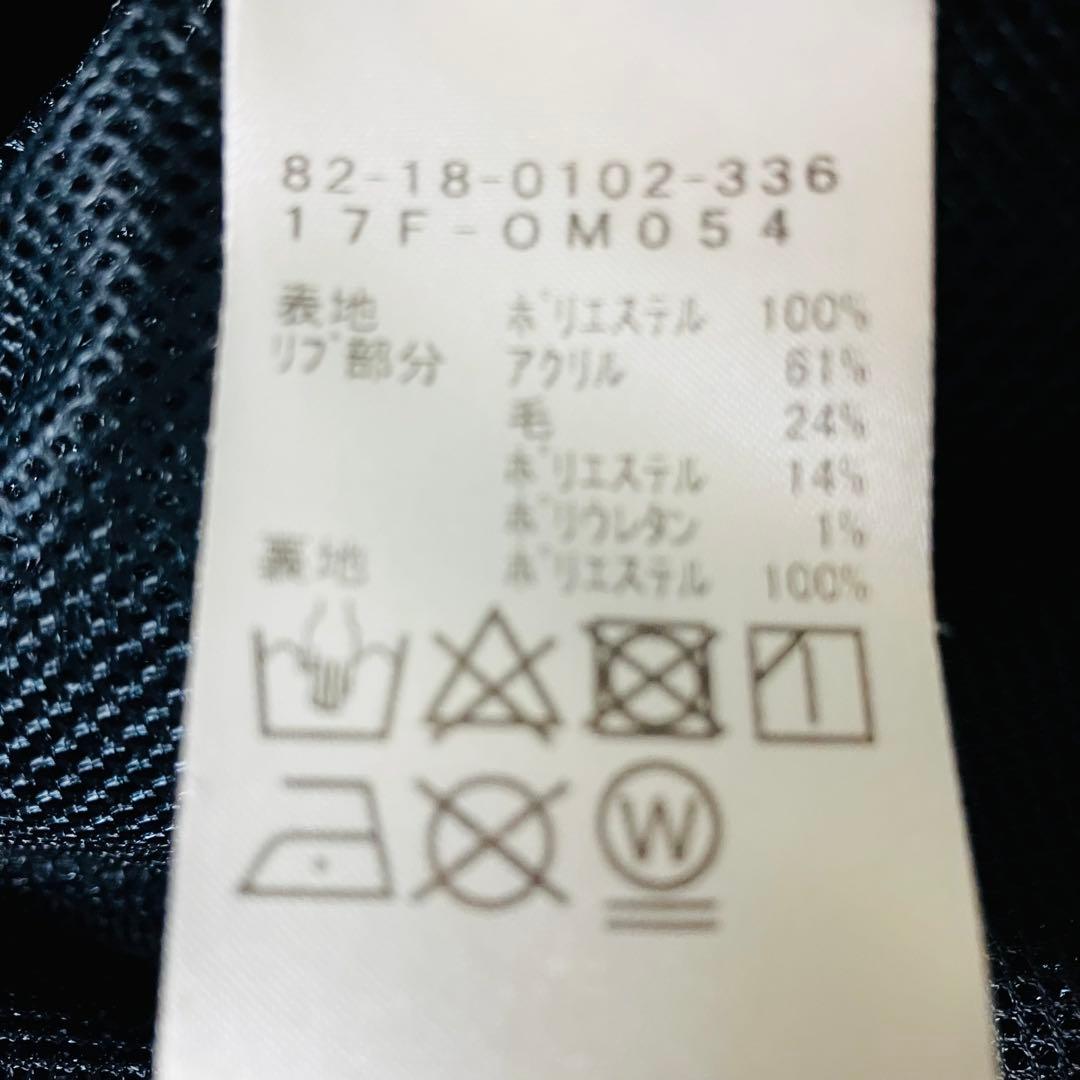 82-18-0102-336
17F-OM054
表地 ポリエステル 100%
リブ部分 アクリル 61%
毛 24%
ポリエステル 14%
ポリウレタン 1%
裏地 ポリエステル 100%
W